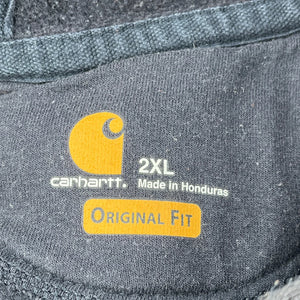 2XL
carhartt.
Made in Honduras
ORIGINAL FIT